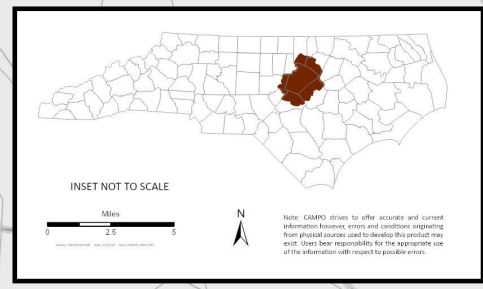 INSET NOT TO SCALE
Miles
0 2.5 5
N
Note: CAMPO strives to offer accurate and current
information however, errors and conditions originating
from physical sources used to develop this product may
exist. Users bear responsibility for the appropriate use
of the information with respect to possible errors.